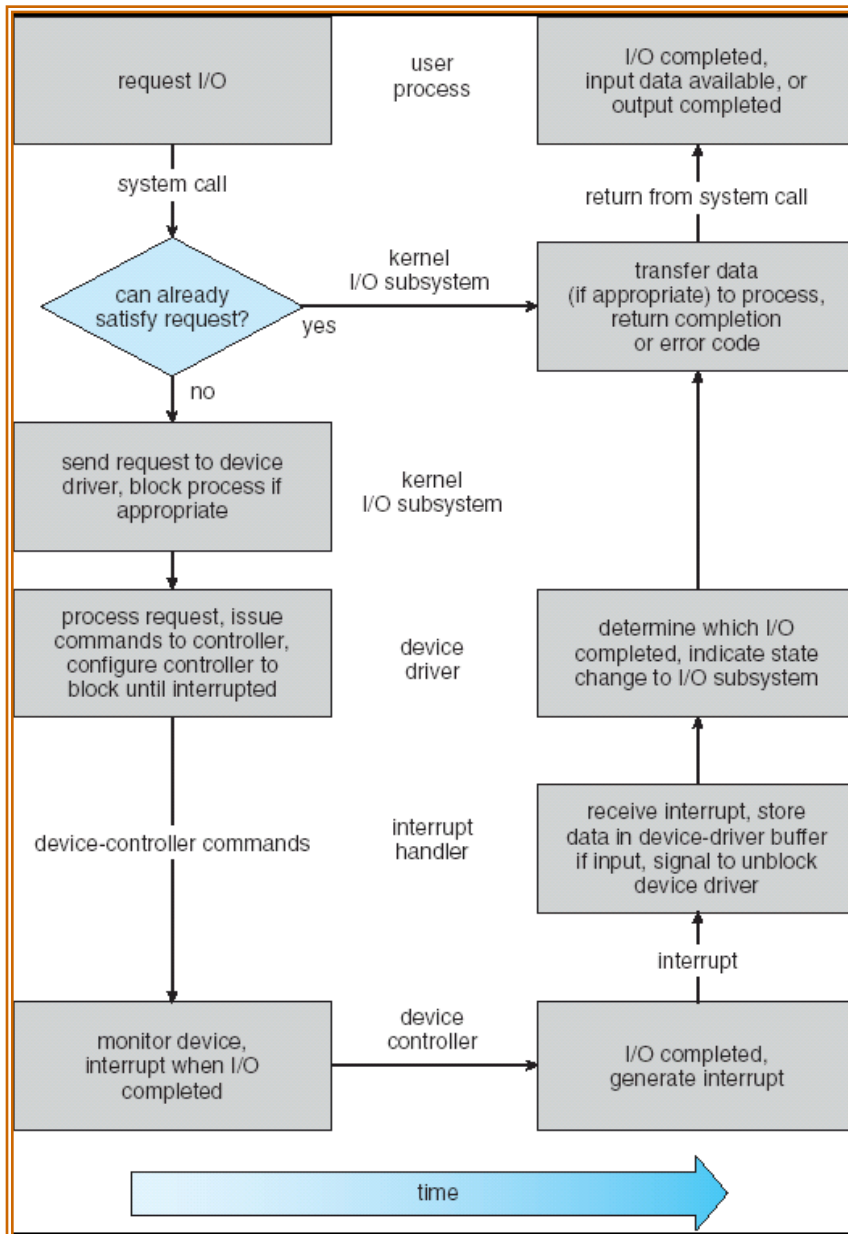 request I/O
user
process
I/O completed,
input data available, or
output completed
system call
return from system call
can already
satisfy request?
kernel
I/O subsystem
yes
transfer data
(if appropriate) to process,
return completion
or error code
no
send request to device
driver, block process if
appropriate
kernel
I/O subsystem
process request, issue
commands to controller,
configure controller to
block until interrupted
device
driver
determine which I/O
completed, indicate state
change to I/O subsystem
device-controller commands
interrupt
handler
receive interrupt, store
data in device-driver buffer
if input, signal to unblock
device driver
interrupt
monitor device,
interrupt when I/O
completed
device
controller
I/O completed,
generate interrupt
time